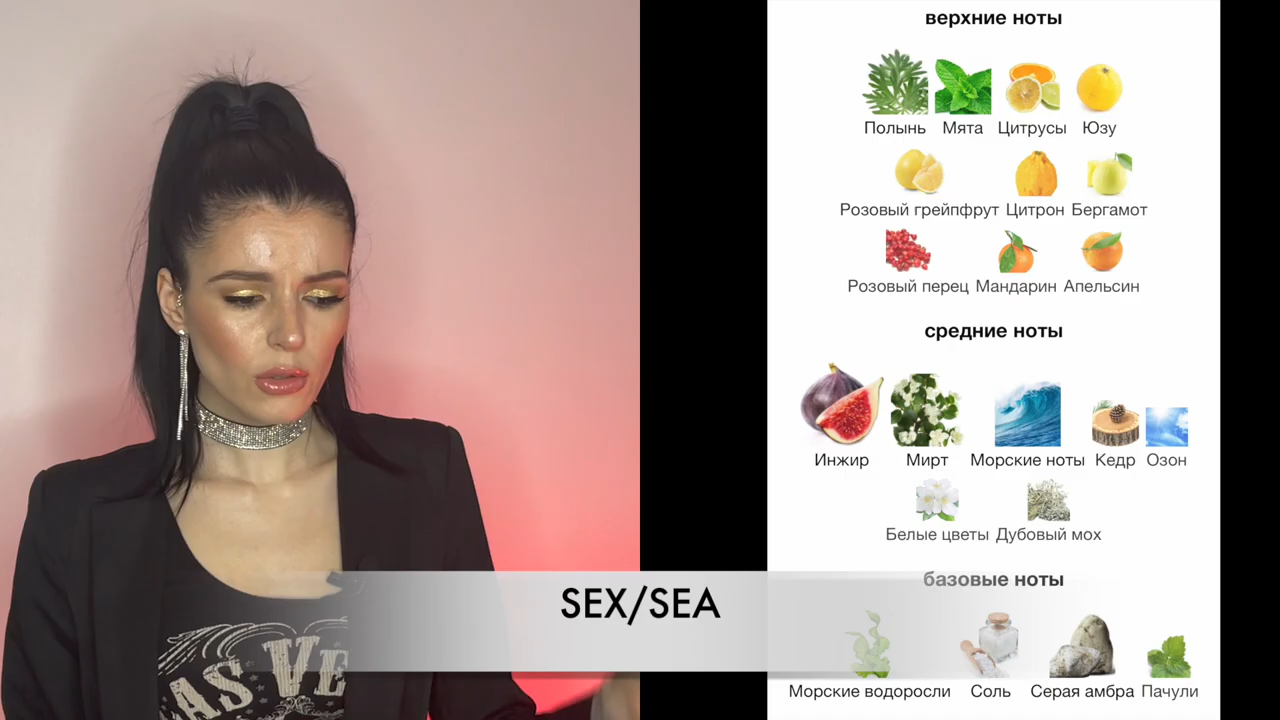 верхние ноты
Полынь Мята Цитрусы Юзу
Розовый грейпфрут Цитрон Бергамот
Розовый перец Мандарин Апельсин
средние ноты
Инжир Мирт Морские ноты Кедр Озон
Белые цветы Дубовый мох
базовые ноты
SEX/SEA
Морские водоросли Соль Серая амбра Пачули